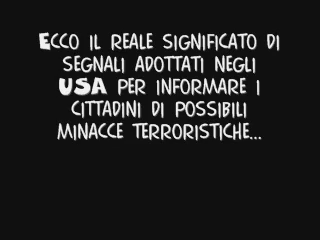 Ecco il reale significato di
segnali adottati negli
USA per informare i
cittadini di possibili
minacce terroristiche...